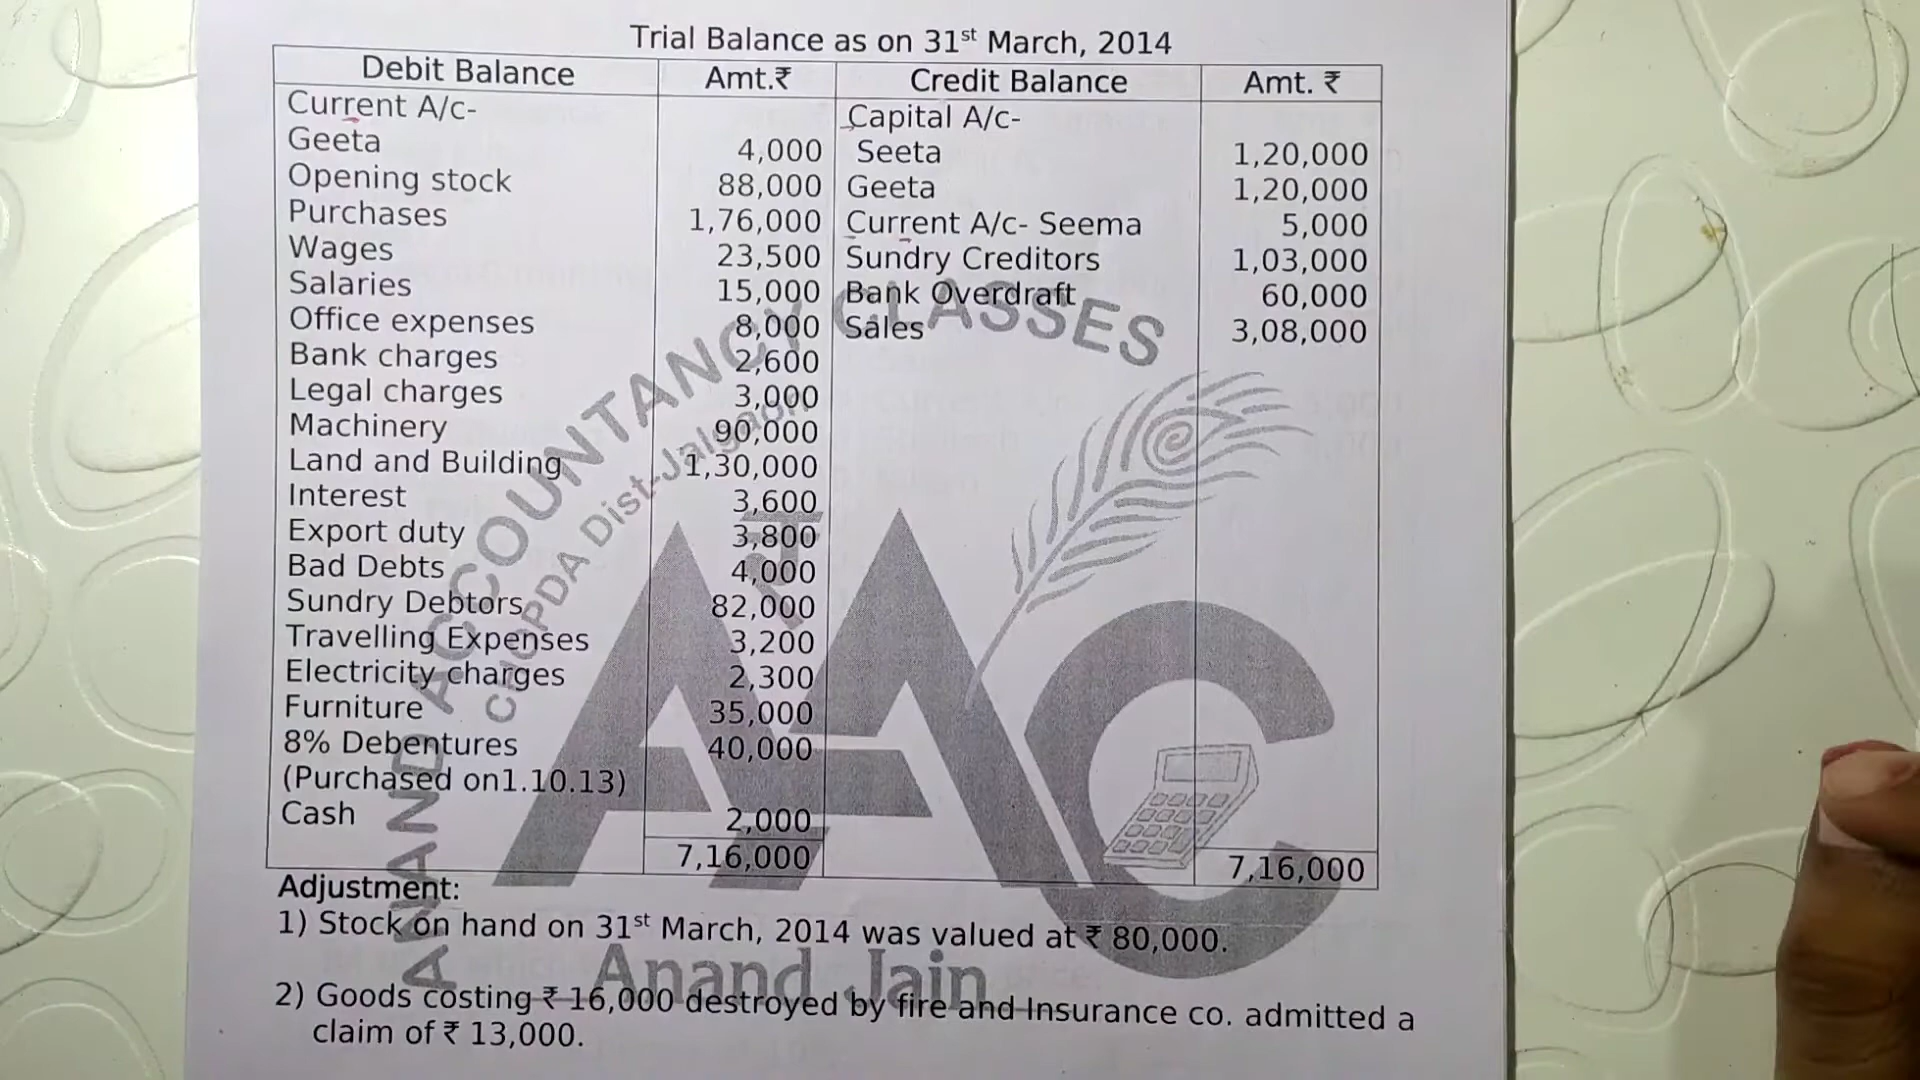 Trial Balance as on 31st March, 2014
Debit Balance Amt.₹ Credit Balance Amt. ₹
Current A/c- Capital A/c-
Geeta 4,000 Seeta 1,20,000
Opening stock 88,000 Geeta 1,20,000
Purchases 1,76,000 Current A/c- Seema 5,000
Wages 23,500 Sundry Creditors 1,03,000
Salaries 15,000 Bank Overdraft 60,000
Office expenses 8,000 Sales 3,08,000
Bank charges 2,600
Legal charges 3,000
Machinery 90,000
Land and Building 1,30,000
Interest 3,600
Export duty 3,800
Bad Debts 4,000
Sundry Debtors 82,000
Travelling Expenses 3,200
Electricity charges 2,300
Furniture 35,000
8% Debentures 40,000
(Purchased on1.10.13)
Cash 2,000
7,16,000 7,16,000
Adjustment:
1) Stock on hand on 31st March, 2014 was valued at ₹ 80,000.
2) Goods costing ₹ 16,000 destroyed by fire and Insurance co. admitted a
claim of ₹ 13,000.
ANAND ACCOUNTANCY CLASSES
CHOPDA Dist-Jalgaon
AAC
Anand Jain